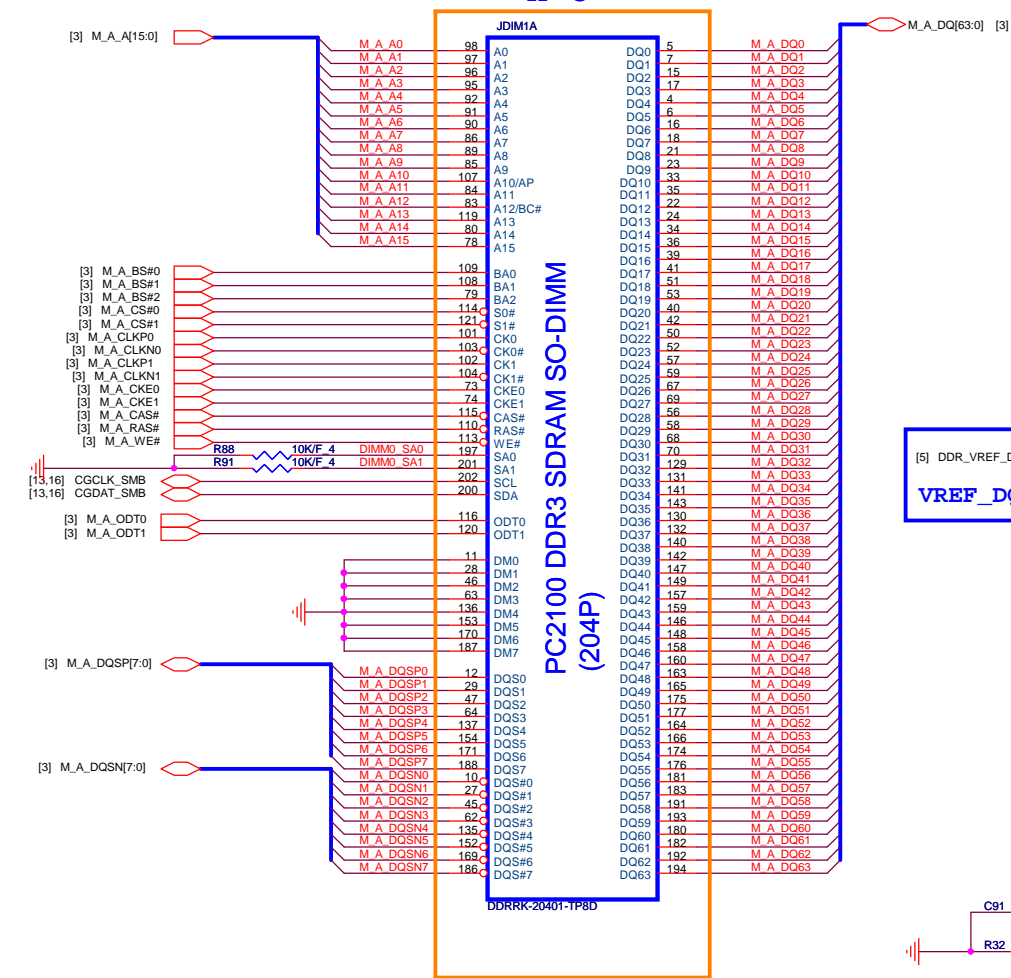 JDIM1A
[3] M_A_A[15:0]
M_A_DQ[63:0] [3]
M_A_A0 98 A0 DQ0 5 M_A_DQ0
M_A_A1 97 A1 DQ1 7 M_A_DQ1
M_A_A2 96 A2 DQ2 15 M_A_DQ2
M_A_A3 95 A3 DQ3 17 M_A_DQ3
M_A_A4 92 A4 DQ4 4 M_A_DQ4
M_A_A5 91 A5 DQ5 6 M_A_DQ5
M_A_A6 90 A6 DQ6 16 M_A_DQ6
M_A_A7 86 A7 DQ7 18 M_A_DQ7
M_A_A8 89 A8 DQ8 21 M_A_DQ8
M_A_A9 85 A9 DQ9 23 M_A_DQ9
M_A_A10 107 A10/AP DQ10 33 M_A_DQ10
M_A_A11 84 A11 DQ11 35 M_A_DQ11
M_A_A12 83 A12/BC# DQ12 22 M_A_DQ12
M_A_A13 119 A13 DQ13 24 M_A_DQ13
M_A_A14 80 A14 DQ14 34 M_A_DQ14
M_A_A15 78 A15 DQ15 36 M_A_DQ15
DQ16 39 M_A_DQ16
[3] M_A_BS#0 109 BA0 DQ17 41 M_A_DQ17
[3] M_A_BS#1 108 BA1 DQ18 51 M_A_DQ18
[3] M_A_BS#2 79 BA2 DQ19 53 M_A_DQ19
[3] M_A_CS#0 114 S0# DQ20 40 M_A_DQ20
[3] M_A_CS#1 121 S1# DQ21 42 M_A_DQ21
[3] M_A_CLKP0 101 CK0 DQ22 50 M_A_DQ22
[3] M_A_CLKN0 103 CK0# DQ23 52 M_A_DQ23
[3] M_A_CLKP1 102 CK1 DQ24 57 M_A_DQ24
[3] M_A_CLKN1 104 CK1# DQ25 59 M_A_DQ25
[3] M_A_CKE0 73 CKE0 DQ26 67 M_A_DQ26
[3] M_A_CKE1 74 CKE1 DQ27 69 M_A_DQ27
[3] M_A_CAS# 115 CAS# DQ28 56 M_A_DQ28
[3] M_A_RAS# 110 RAS# DQ29 58 M_A_DQ29
[3] M_A_WE# 113 WE# DQ30 68 M_A_DQ30
R88 10K/F_4 DIMM0_SA0 197 SA0 DQ31 70 M_A_DQ31
R91 10K/F_4 DIMM0_SA1 201 SA1 DQ32 129 M_A_DQ32
[13,16] CGCLK_SMB 202 SCL DQ33 131 M_A_DQ33
[13,16] CGDAT_SMB 200 SDA DQ34 141 M_A_DQ34
DQ35 143 M_A_DQ35
[3] M_A_ODT0 116 ODT0 DQ36 130 M_A_DQ36
[3] M_A_ODT1 120 ODT1 DQ37 132 M_A_DQ37
DQ38 140 M_A_DQ38
11 DM0 DQ39 142 M_A_DQ39
28 DM1 DQ40 147 M_A_DQ40
46 DM2 DQ41 149 M_A_DQ41
63 DM3 DQ42 157 M_A_DQ42
136 DM4 DQ43 159 M_A_DQ43
153 DM5 DQ44 146 M_A_DQ44
170 DM6 DQ45 148 M_A_DQ45
187 DM7 DQ46 158 M_A_DQ46
[3] M_A_DQSP[7:0] DQ47 160 M_A_DQ47
M_A_DQSP0 12 DQS0 DQ48 163 M_A_DQ48
M_A_DQSP1 29 DQS1 DQ49 165 M_A_DQ49
M_A_DQSP2 47 DQS2 DQ50 175 M_A_DQ50
M_A_DQSP3 64 DQS3 DQ51 177 M_A_DQ51
M_A_DQSP4 137 DQS4 DQ52 164 M_A_DQ52
M_A_DQSP5 154 DQS5 DQ53 166 M_A_DQ53
M_A_DQSP6 171 DQS6 DQ54 174 M_A_DQ54
M_A_DQSP7 188 DQS7 DQ55 176 M_A_DQ55
[3] M_A_DQSN[7:0]
M_A_DQSN0 10 DQS#0 DQ56 181 M_A_DQ56
M_A_DQSN1 27 DQS#1 DQ57 183 M_A_DQ57
M_A_DQSN2 45 DQS#2 DQ58 191 M_A_DQ58
M_A_DQSN3 62 DQS#3 DQ59 193 M_A_DQ59
M_A_DQSN4 135 DQS#4 DQ60 180 M_A_DQ60
M_A_DQSN5 152 DQS#5 DQ61 182 M_A_DQ61
M_A_DQSN6 169 DQS#6 DQ62 192 M_A_DQ62
M_A_DQSN7 186 DQS#7 DQ63 194 M_A_DQ63
PC2100 DDR3 SDRAM SO-DIMM
(204P)
DDRRK-20401-TP8D
[5] DDR_VREF_D
VREF_DQ
C91
R32